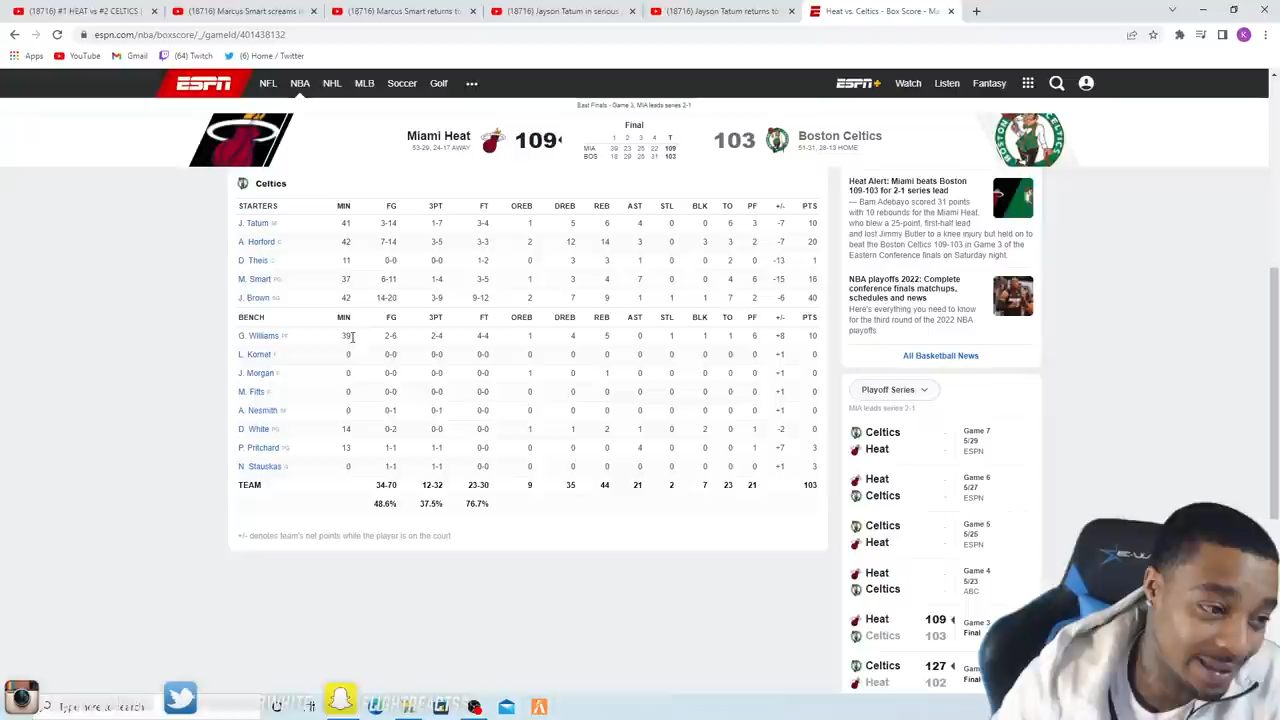 (18716) #1 HEAT vs #2 CELTICS |
(18716) Marcus Smart returns to
(18716) Jayson Tatum in serious
(18716) Jayson Tatum returns to
Heat vs. Celtics - Box Score - Ma
espn.com/nba/boxscore/_/gameId/401438132
K
Apps YouTube Gmail (64) Twitch (6) Home / Twitter
ESPN NFL NBA NHL MLB Soccer Golf ••• ESPN+ Watch Listen Fantasy
East Finals - Game 3, MIA leads series 2-1
Miami Heat 109 Final 103 Boston Celtics
53-29, 24-17 AWAY 51-31, 28-13 HOME
1 2 3 4 T
MIA 39 23 25 22 109
BOS 18 29 25 31 103
Celtics
STARTERS MIN FG 3PT FT OREB DREB REB AST STL BLK TO PF +/- PTS
J. Tatum SF 41 3-14 1-7 3-4 1 5 6 4 0 0 6 3 -7 10
A. Horford C 42 7-14 3-5 3-3 2 12 14 3 0 3 3 2 -7 20
D. Theis C 11 0-0 0-0 1-2 0 3 3 1 0 0 2 0 -13 1
M. Smart PG 37 6-11 1-4 3-5 1 3 4 7 0 0 4 6 -15 16
J. Brown SG 42 14-20 3-9 9-12 2 7 9 1 1 1 7 2 -6 40
BENCH MIN FG 3PT FT OREB DREB REB AST STL BLK TO PF +/- PTS
G. Williams PF 39 2-6 2-4 4-4 1 4 5 0 1 1 1 6 +8 10
L. Kornet 0 0-0 0-0 0-0 0 0 0 0 0 0 0 0 +1 0
J. Morgan 0 0-0 0-0 0-0 1 0 1 0 0 0 0 0 +1 0
M. Fitts 0 0-0 0-0 0-0 0 0 0 0 0 0 0 0 +1 0
A. Nesmith SF 0 0-1 0-1 0-0 0 0 0 0 0 0 0 0 +1 0
D. White PG 14 0-2 0-0 0-0 1 1 2 1 0 2 0 1 -2 0
P. Pritchard PG 13 1-1 1-1 0-0 0 0 0 4 0 0 0 1 +7 3
N. Stauskas 0 1-1 1-1 0-0 0 0 0 0 0 0 0 0 +1 3
TEAM 34-70 12-32 23-30 9 35 44 21 2 7 23 21 103
48.6% 37.5% 76.7%
+/- denotes team's net points while the player is on the court
Heat Alert: Miami beats Boston
109-103 for 2-1 series lead
— Bam Adebayo scored 31 points
with 10 rebounds for the Miami Heat,
who blew a 25-point, first-half lead
and lost Jimmy Butler to a knee injury but held on to
beat the Boston Celtics 109-103 in Game 3 of the
Eastern Conference finals on Saturday night.
NBA playoffs 2022: Complete
conference finals matchups,
schedules and news
Here's everything you need to know
for the third round of the 2022 NBA
playoffs.
All Basketball News
Playoff Series
MIA leads series 2-1
Celtics - Game 7
Heat - 5/29
ESPN
Heat - Game 6
Celtics - 5/27
ESPN
Celtics - Game 5
Heat - 5/25
ESPN
Heat - Game 4
Celtics - 5/23
ABC
Heat 109 Game 3
Celtics 103 Final
Celtics 127 Game
Heat 102 Final
Type here to search
FLIGHTREACTS